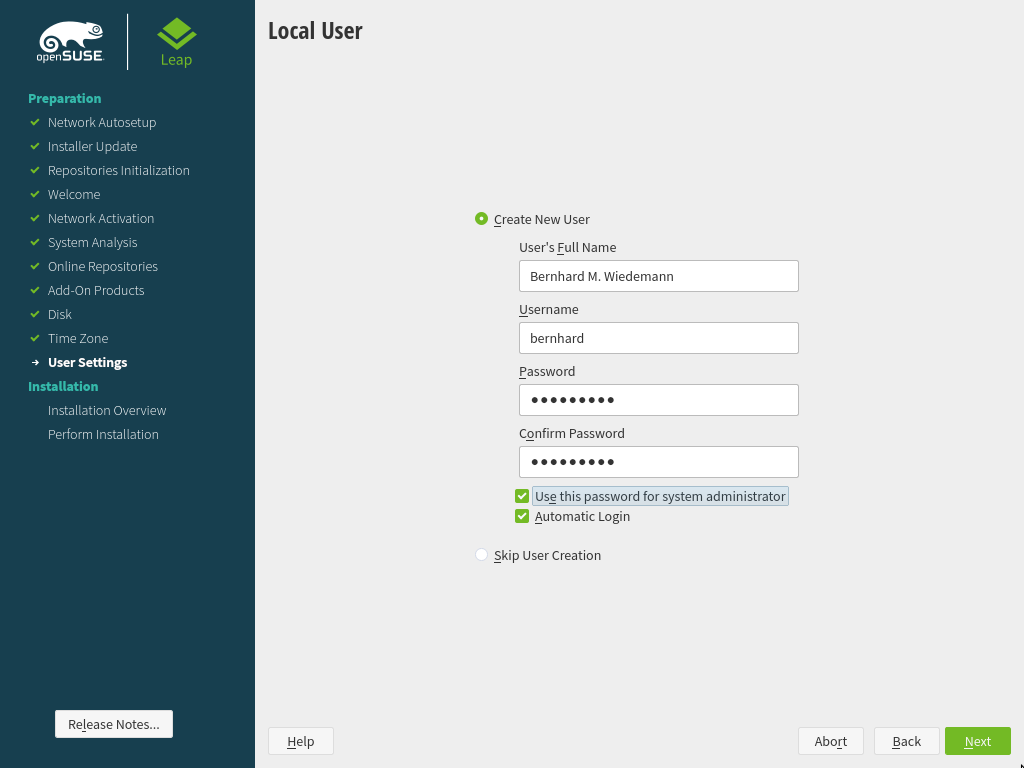 openSUSE
Leap
Preparation
Network Autosetup
Installer Update
Repositories Initialization
Welcome
Network Activation
System Analysis
Online Repositories
Add-On Products
Disk
Time Zone
User Settings
Installation
Installation Overview
Perform Installation
Release Notes...
Local User
Create New User
User's Full Name
Bernhard M. Wiedemann
Username
bernhard
Password
●●●●●●●●●
Confirm Password
●●●●●●●●●
Use this password for system administrator
Automatic Login
Skip User Creation
Help
Abort
Back
Next